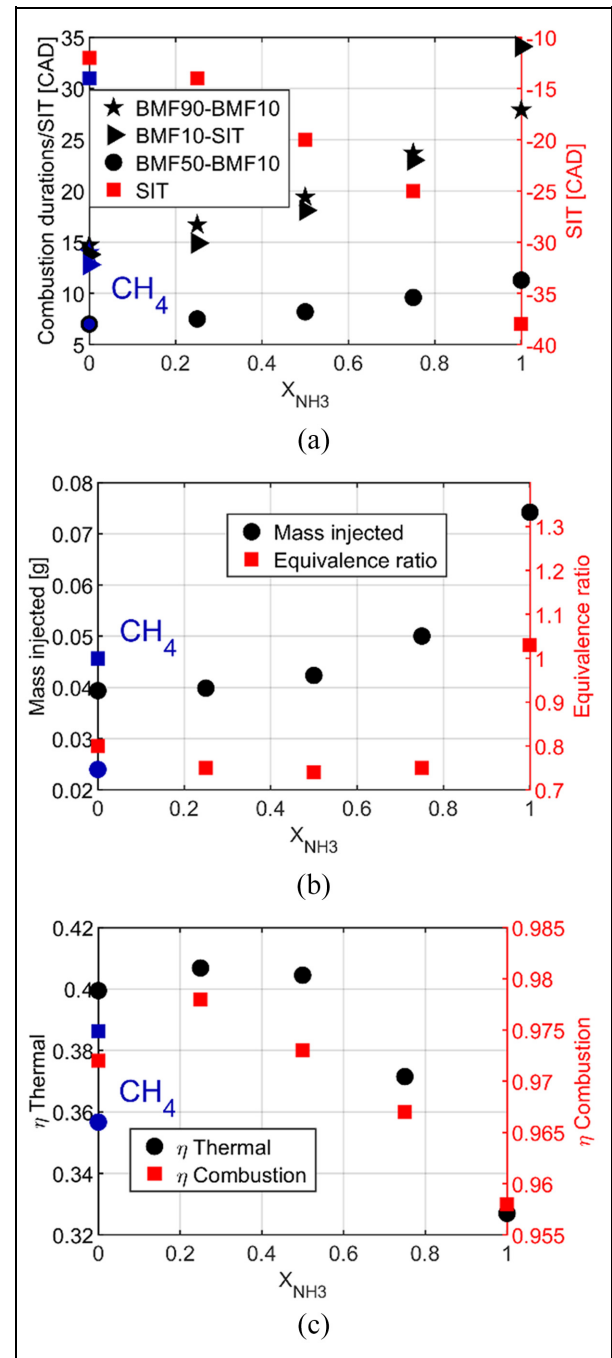 35
30
25
20
15
10
5
Combustion durations/SIT [CAD]
BMF90-BMF10
BMF10-SIT
BMF50-BMF10
SIT
CH4
-10
-15
-20
-25
-30
-35
-40
SIT [CAD]
0 0.2 0.4 0.6 0.8 1
XNH3
(a)
0.08
0.07
0.06
0.05
0.04
0.03
0.02
Mass injected [g]
Mass injected
Equivalence ratio
CH4
1.3
1.2
1.1
1
0.9
0.8
0.7
Equivalence ratio
0 0.2 0.4 0.6 0.8 1
XNH3
(b)
0.42
0.4
0.38
0.36
0.34
0.32
η Thermal
CH4
η Thermal
η Combustion
0.985
0.98
0.975
0.97
0.965
0.96
0.955
η Combustion
0 0.2 0.4 0.6 0.8 1
XNH3
(c)